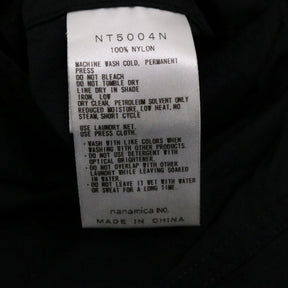 NT5004N
100% NYLON
MACHINE WASH COLD, PERMANENT
PRESS
DO NOT BLEACH
DO NOT TUMBLE DRY
LINE DRY IN SHADE
IRON, LOW
DRY CLEAN, PETROLEUM SOLVENT ONLY
REDUCED MOISTURE, LOW HEAT, NO
STEAM, SHORT CYCLE
USE LAUNDRY NET.
USE PRESS CLOTH.
・WASH WITH LIKE COLORS WHEN
WASHING WITH OTHER PRODUCTS.
・DO NOT USE DETERGENT WITH
OPTICAL BRIGHTENER.
・DO NOT OVERLAP WITH OTHER
LAUNDRY WHILE LEAVING SOAKED
IN WATER.
・DO NOT LEAVE IT WET WITH WATER
OR SWEAT FOR A LONG TIME.
nanamica INC.
MADE IN CHINA